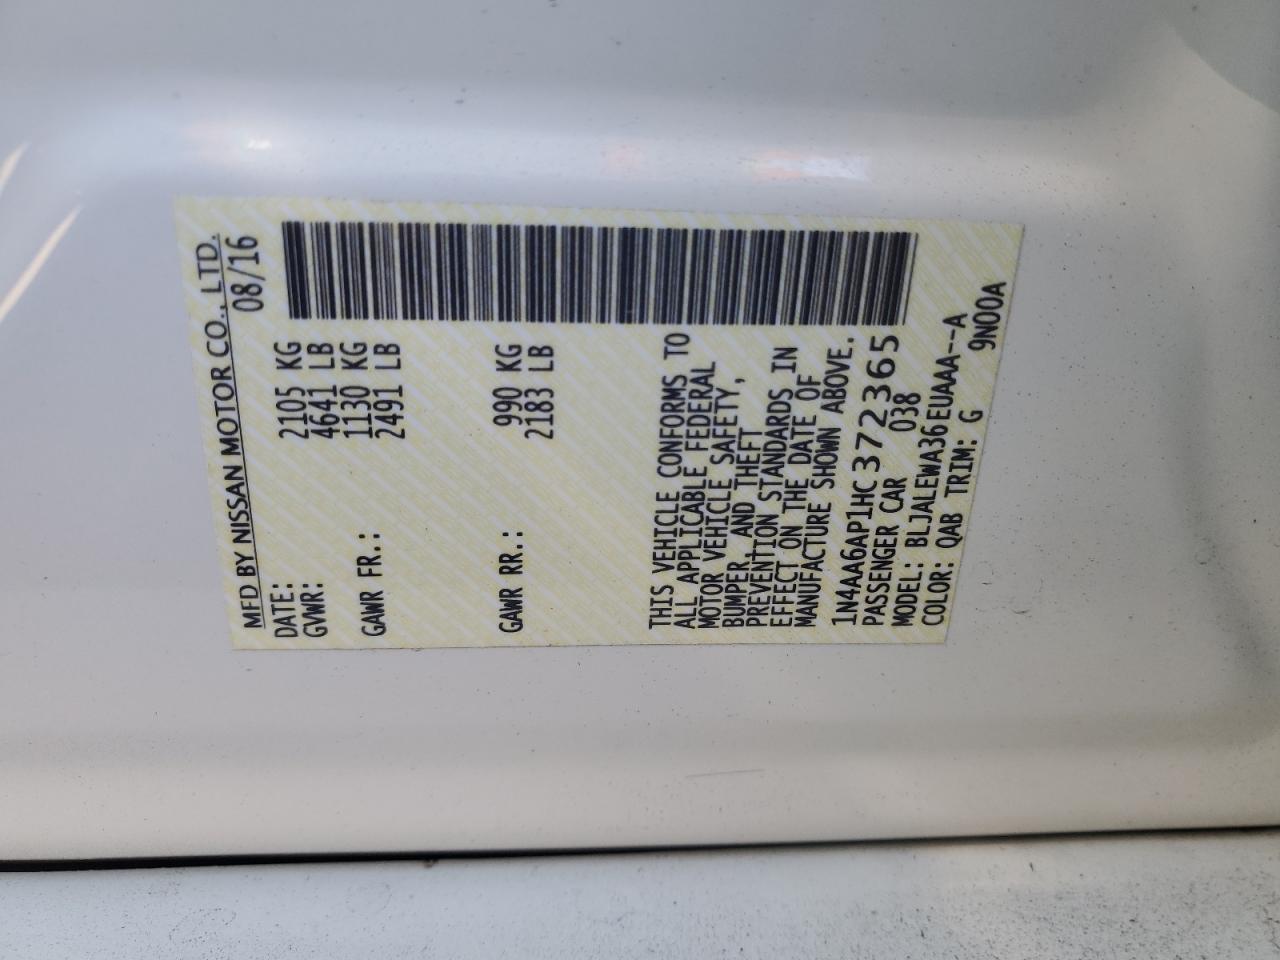 MFD BY NISSAN MOTOR CO., LTD.
DATE: 08/16
GVWR: 2105 KG
4641 LB
GAWR FR.: 1130 KG
2491 LB
GAWR RR.: 990 KG
2183 LB
THIS VEHICLE CONFORMS TO
ALL APPLICABLE FEDERAL
MOTOR VEHICLE SAFETY,
BUMPER, AND THEFT
PREVENTION STANDARDS IN
EFFECT ON THE DATE OF
MANUFACTURE SHOWN ABOVE.
1N4AA6AP1HC372365
PASSENGER CAR 038
MODEL: BLJALEWA36EUAAA--A
COLOR: QAB TRIM: G 9N00A